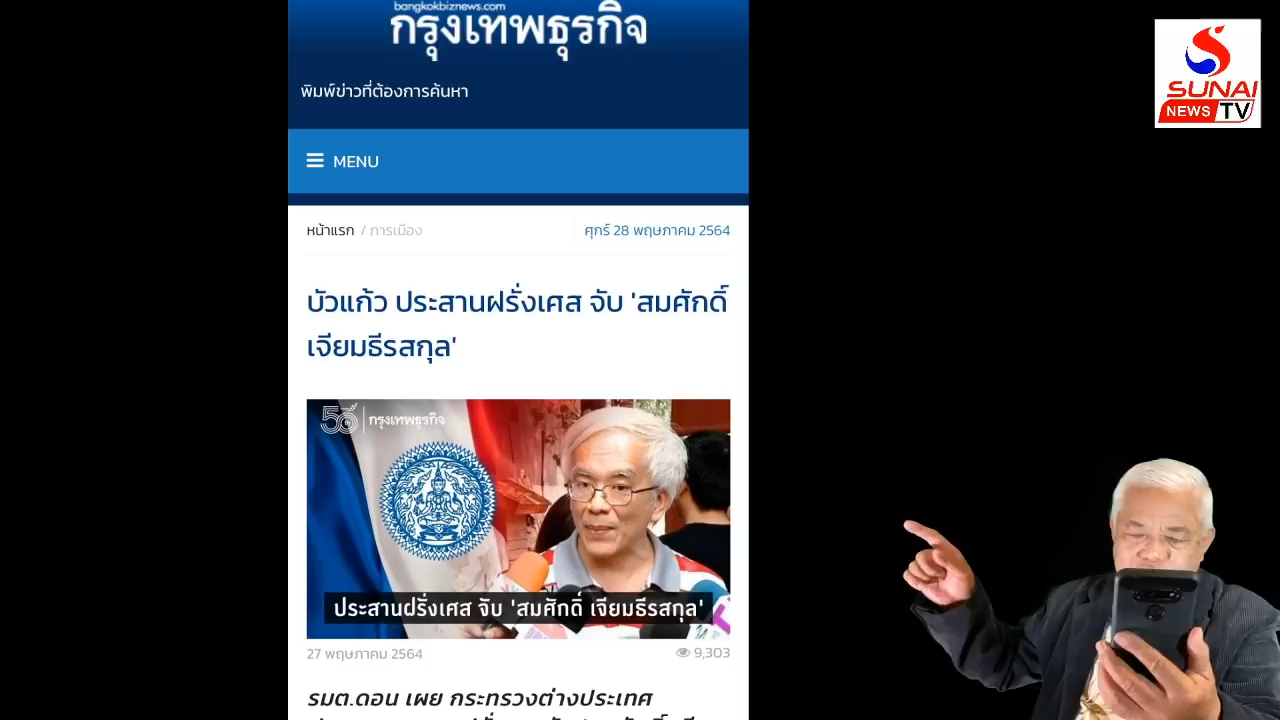 bangkokbiznews.com
กรุงเทพธุรกิจ
พิมพ์ข่าวที่ต้องการค้นหา
MENU
หน้าแรก / การเมือง
ศุกร์ 28 พฤษภาคม 2564
บัวแก้ว ประสานฝรั่งเศส จับ 'สมศักดิ์
เจียมธีรสกุล'
กรุงเทพธุรกิจ
ประสานฝรั่งเศส จับ 'สมศักดิ์ เจียมธีรสกุล'
27 พฤษภาคม 2564
9,303
รมต.ดอน เผย กระทรวงต่างประเทศ
SUNAI
NEWS TV